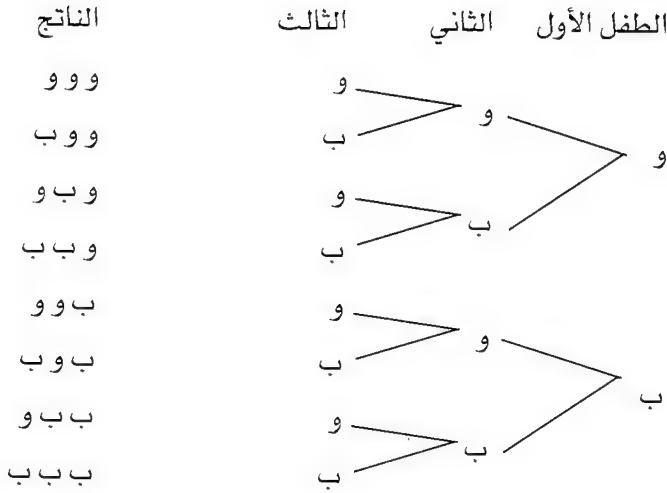 الطفل الأول الثاني الثالث الناتج
و و و و
و
ب و و ب
و
و و ب و
ب
ب و ب ب
و ب و و
و
ب ب و ب
ب
و ب ب و
ب
ب ب ب ب